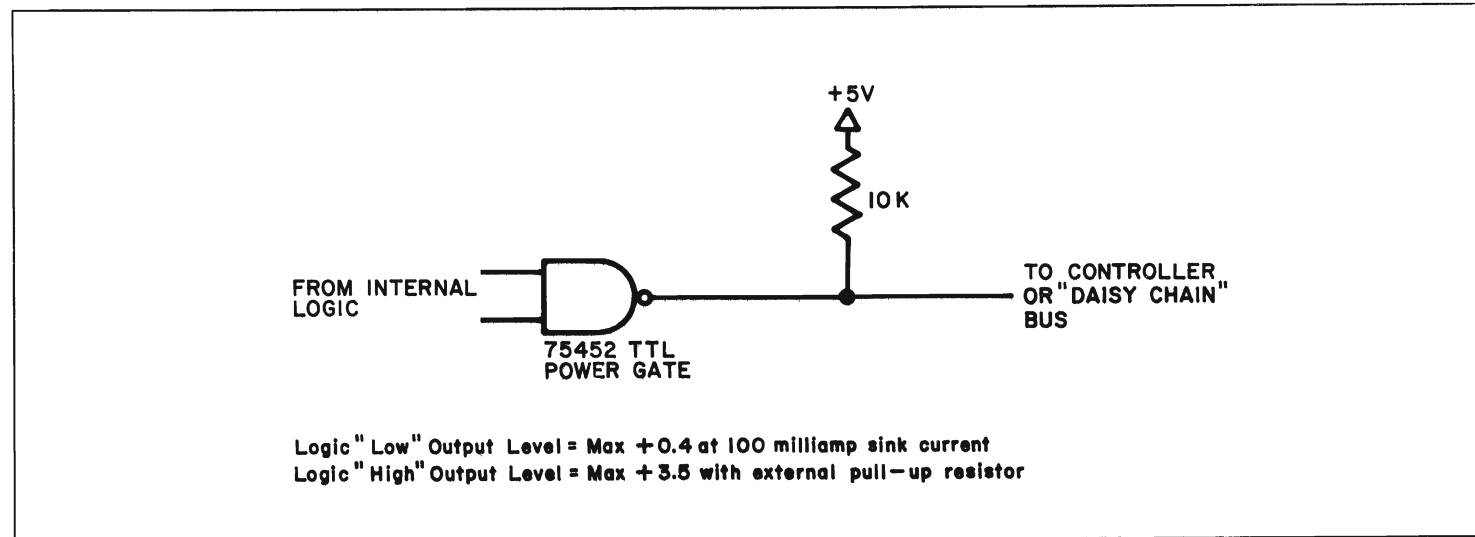 +5V
10K
FROM INTERNAL
LOGIC
TO CONTROLLER
OR "DAISY CHAIN"
BUS
75452 TTL
POWER GATE
Logic "Low" Output Level = Max +0.4 at 100 milliamp sink current
Logic "High" Output Level = Max +3.5 with external pull-up resistor